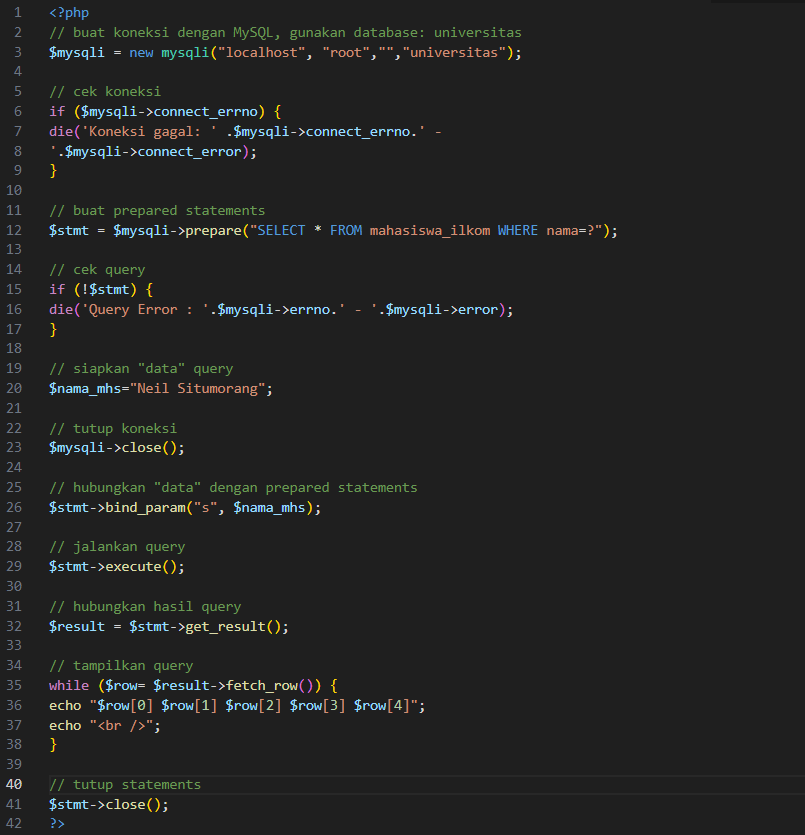 1 <?php
2 // buat koneksi dengan MySQL, gunakan database: universitas
3 $mysqli = new mysqli("localhost", "root","","universitas");
4
5 // cek koneksi
6 if ($mysqli->connect_errno) {
7 die('Koneksi gagal: ' .$mysqli->connect_errno.' -
8 '.$mysqli->connect_error);
9 }
10
11 // buat prepared statements
12 $stmt = $mysqli->prepare("SELECT * FROM mahasiswa_ilkom WHERE nama=?");
13
14 // cek query
15 if (!$stmt) {
16 die('Query Error : '.$mysqli->errno.' - '.$mysqli->error);
17 }
18
19 // siapkan "data" query
20 $nama_mhs="Neil Situmorang";
21
22 // tutup koneksi
23 $mysqli->close();
24
25 // hubungkan "data" dengan prepared statements
26 $stmt->bind_param("s", $nama_mhs);
27
28 // jalankan query
29 $stmt->execute();
30
31 // hubungkan hasil query
32 $result = $stmt->get_result();
33
34 // tampilkan query
35 while ($row= $result->fetch_row()) {
36 echo "$row[0] $row[1] $row[2] $row[3] $row[4]";
37 echo "<br />";
38 }
39
40 // tutup statements
41 $stmt->close();
42 ?>